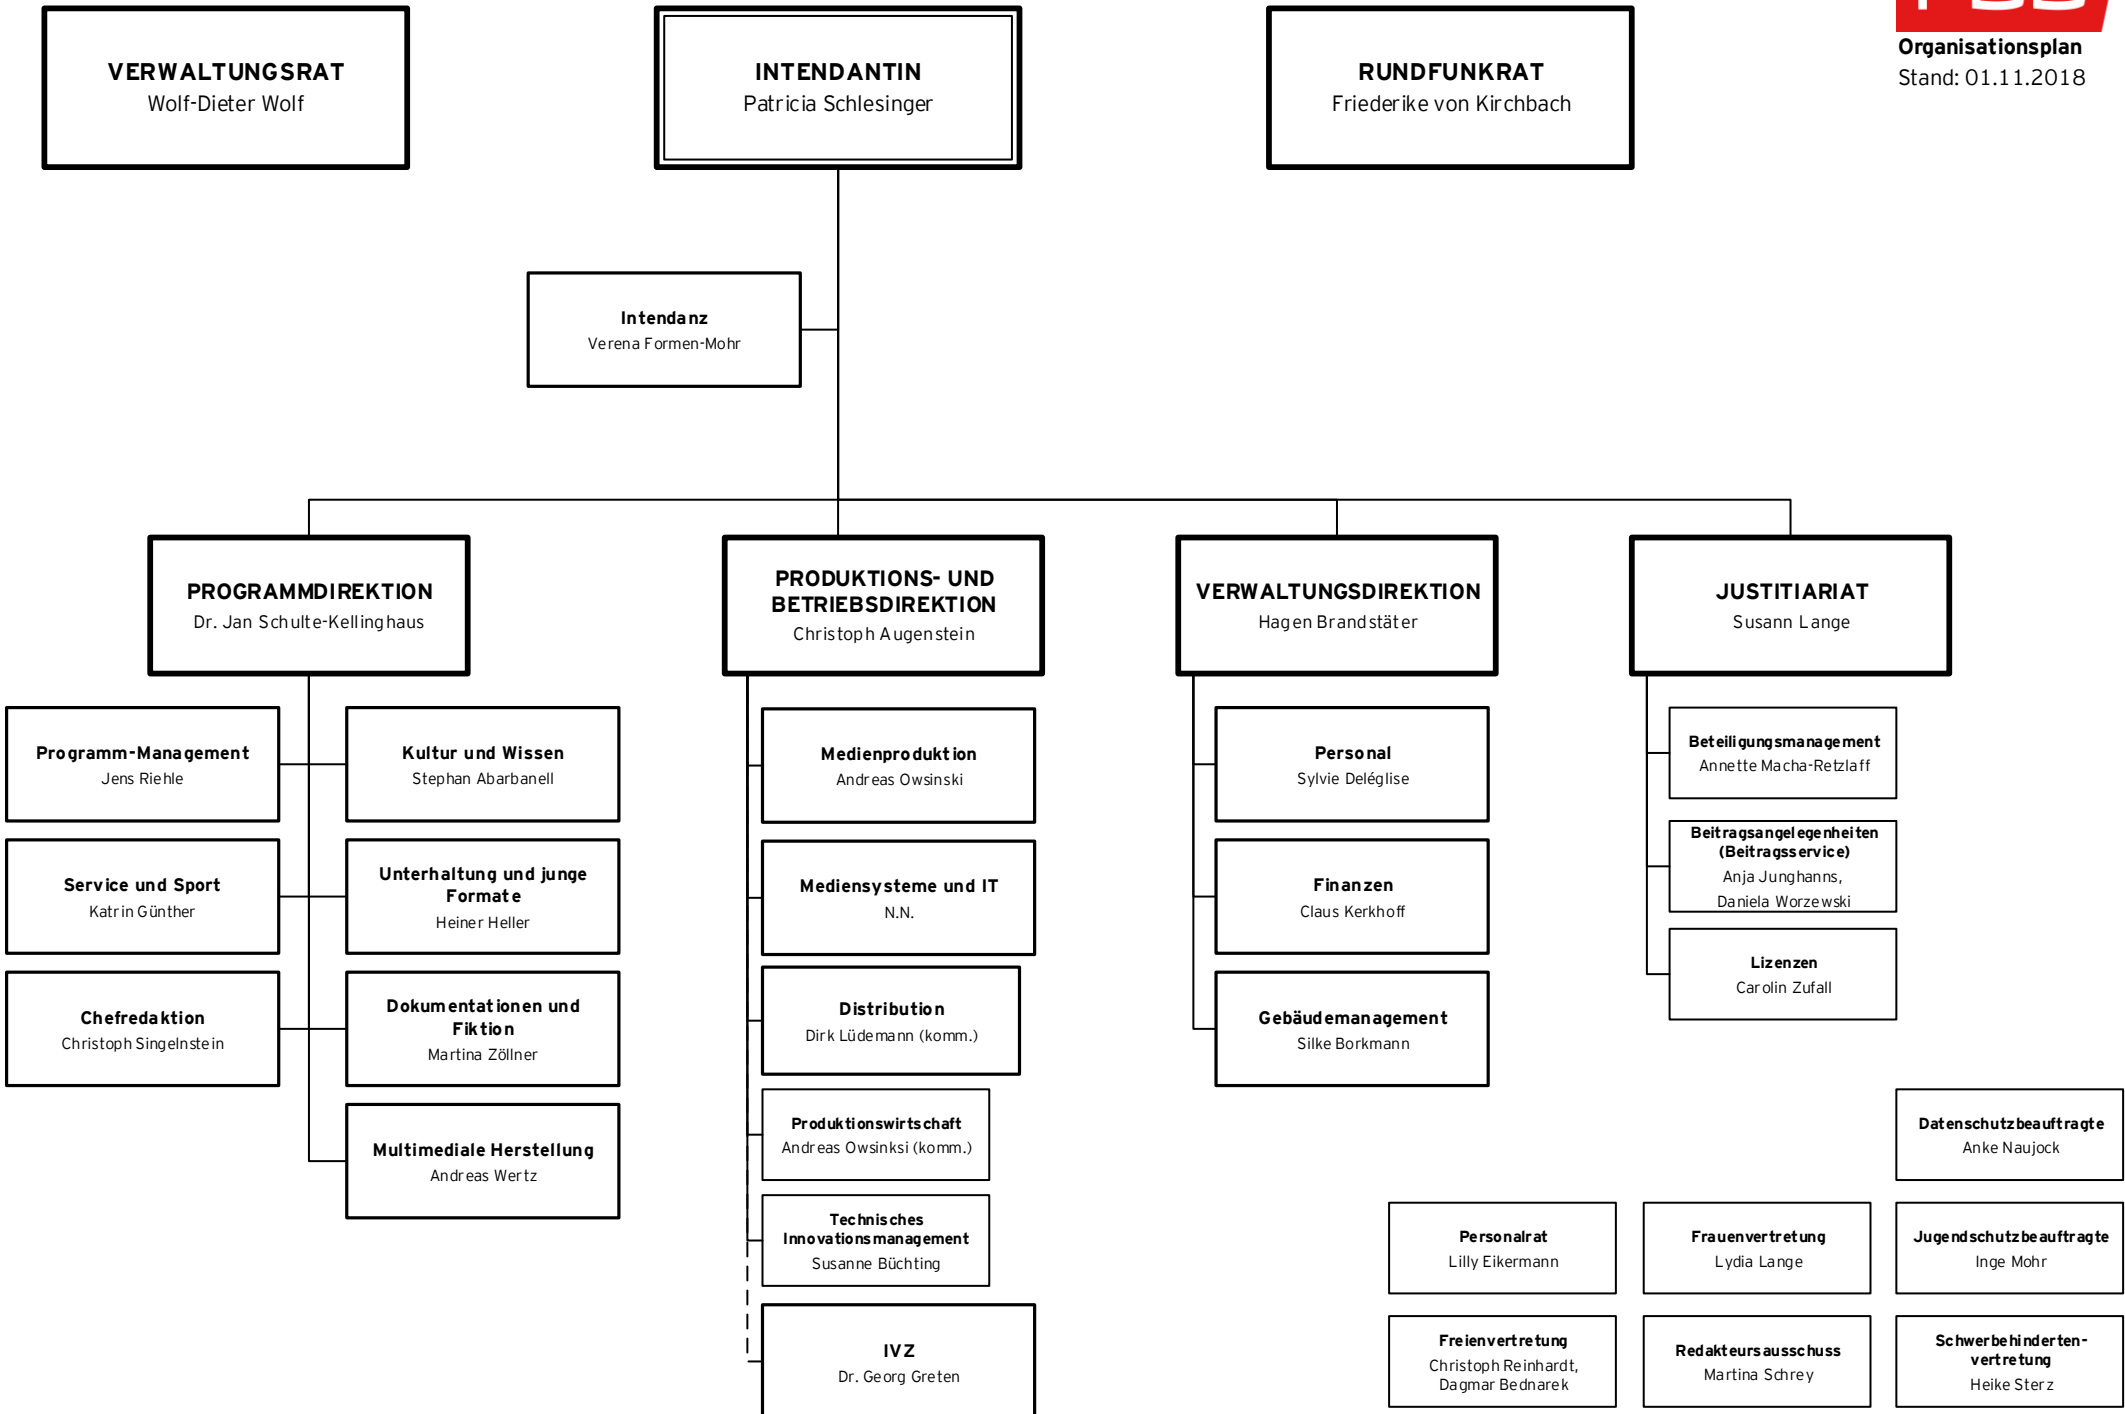 VERWALTUNGSRAT
Wolf-Dieter Wolf
INTENDANTIN
Patricia Schlesinger
RUNDFUNKRAT
Friederike von Kirchbach
Organisationsplan
Stand: 01.11.2018
Intendanz
Verena Formen-Mohr
PROGRAMMDIREKTION
Dr. Jan Schulte-Kellinghaus
PRODUKTIONS- UND
BETRIEBSDIREKTION
Christoph Augenstein
VERWALTUNGSDIREKTION
Hagen Brandstäter
JUSTITIARIAT
Susann Lange
Programm-Management
Jens Riehle
Kultur und Wissen
Stephan Abarbanell
Service und Sport
Katrin Günther
Unterhaltung und junge
Formate
Heiner Heller
Chefredaktion
Christoph Singelnstein
Dokumentationen und
Fiktion
Martina Zöllner
Multimediale Herstellung
Andreas Wertz
Medienproduktion
Andreas Owsinski
Mediensysteme und IT
N.N.
Distribution
Dirk Lüdemann (komm.)
Produktionswirtschaft
Andreas Owsinksi (komm.)
Technisches
Innovationsmanagement
Susanne Büchting
IVZ
Dr. Georg Greten
Personal
Sylvie Deléglise
Finanzen
Claus Kerkhoff
Gebäudemanagement
Silke Borkmann
Beteiligungsmanagement
Annette Macha-Retzlaff
Beitragsangelegenheiten
(Beitragsservice)
Anja Junghanns,
Daniela Worzewski
Lizenzen
Carolin Zufall
Datenschutzbeauftragte
Anke Naujock
Personalrat
Lilly Eikermann
Frauenvertretung
Lydia Lange
Jugendschutzbeauftragte
Inge Mohr
Freienvertretung
Christoph Reinhardt,
Dagmar Bednarek
Redakteursausschuss
Martina Schrey
Schwerbehinderten-
vertretung
Heike Sterz